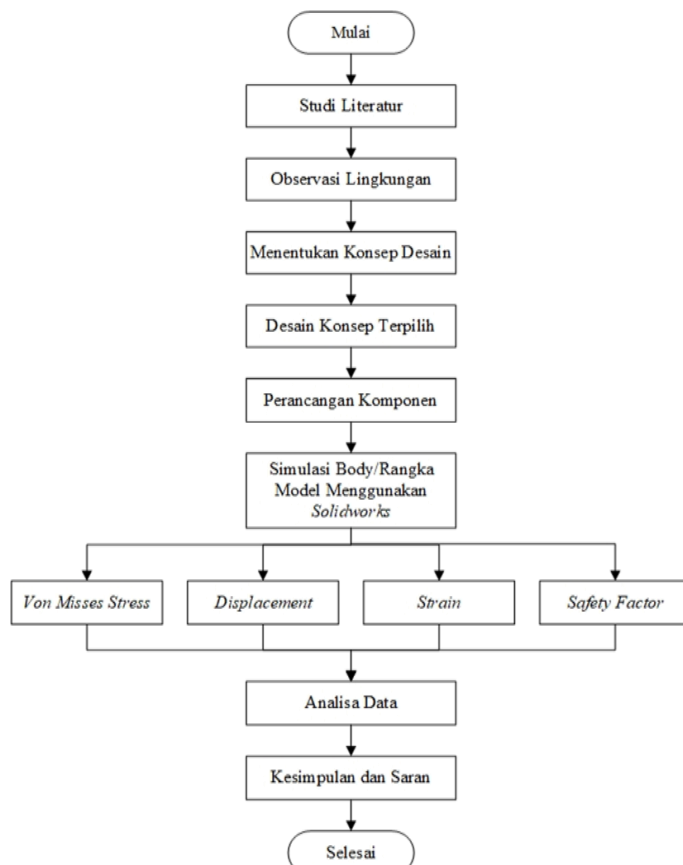 Mulai
Studi Literatur
Observasi Lingkungan
Menentukan Konsep Desain
Desain Konsep Terpilih
Perancangan Komponen
Simulasi Body/Rangka
Model Menggunakan
Solidworks
Von Misses Stress
Displacement
Strain
Safety Factor
Analisa Data
Kesimpulan dan Saran
Selesai